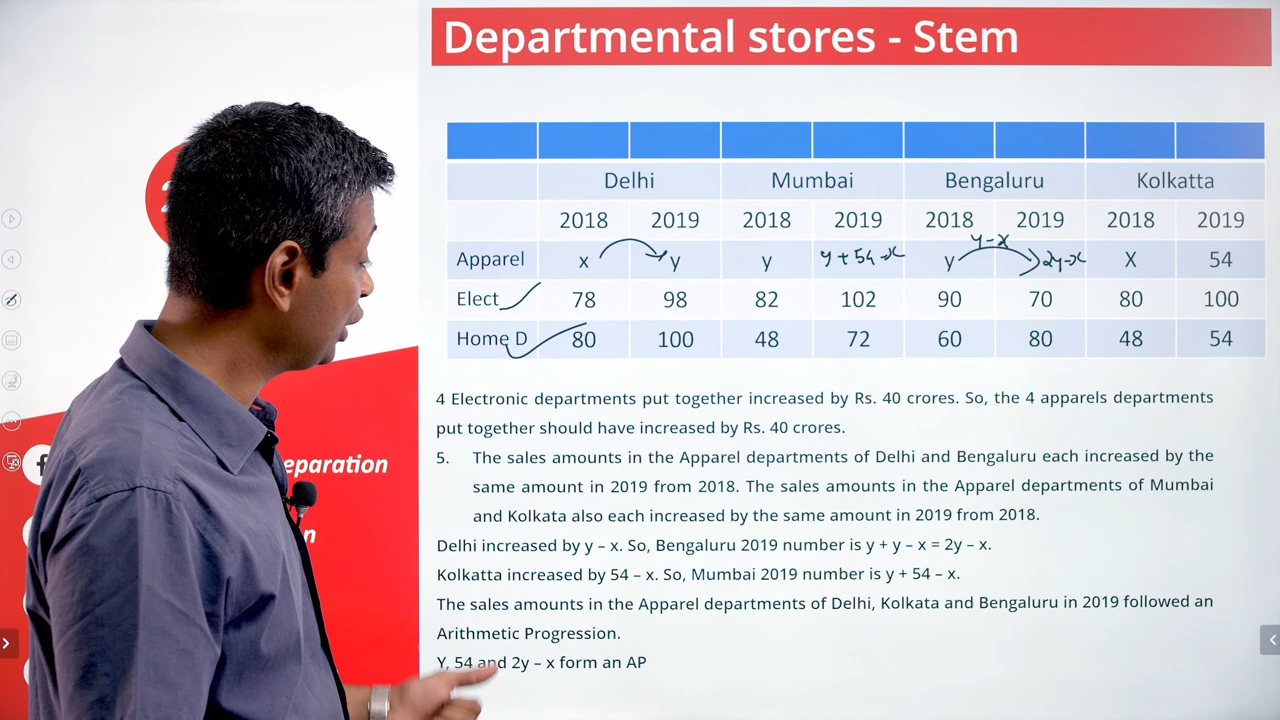 Departmental stores - Stem
Delhi Mumbai Bengaluru Kolkatta
2018 2019 2018 2019 2018 2019 2018 2019
y-x
Apparel x y y y + 54 - x y 2y-x X 54
Elect 78 98 82 102 90 70 80 100
Home D 80 100 48 72 60 80 48 54
4 Electronic departments put together increased by Rs. 40 crores. So, the 4 apparels departments
put together should have increased by Rs. 40 crores.
5. The sales amounts in the Apparel departments of Delhi and Bengaluru each increased by the
same amount in 2019 from 2018. The sales amounts in the Apparel departments of Mumbai
and Kolkata also each increased by the same amount in 2019 from 2018.
Delhi increased by y – x. So, Bengaluru 2019 number is y + y – x = 2y – x.
Kolkatta increased by 54 – x. So, Mumbai 2019 number is y + 54 – x.
The sales amounts in the Apparel departments of Delhi, Kolkata and Bengaluru in 2019 followed an
Arithmetic Progression.
Y, 54 and 2y – x form an AP
f